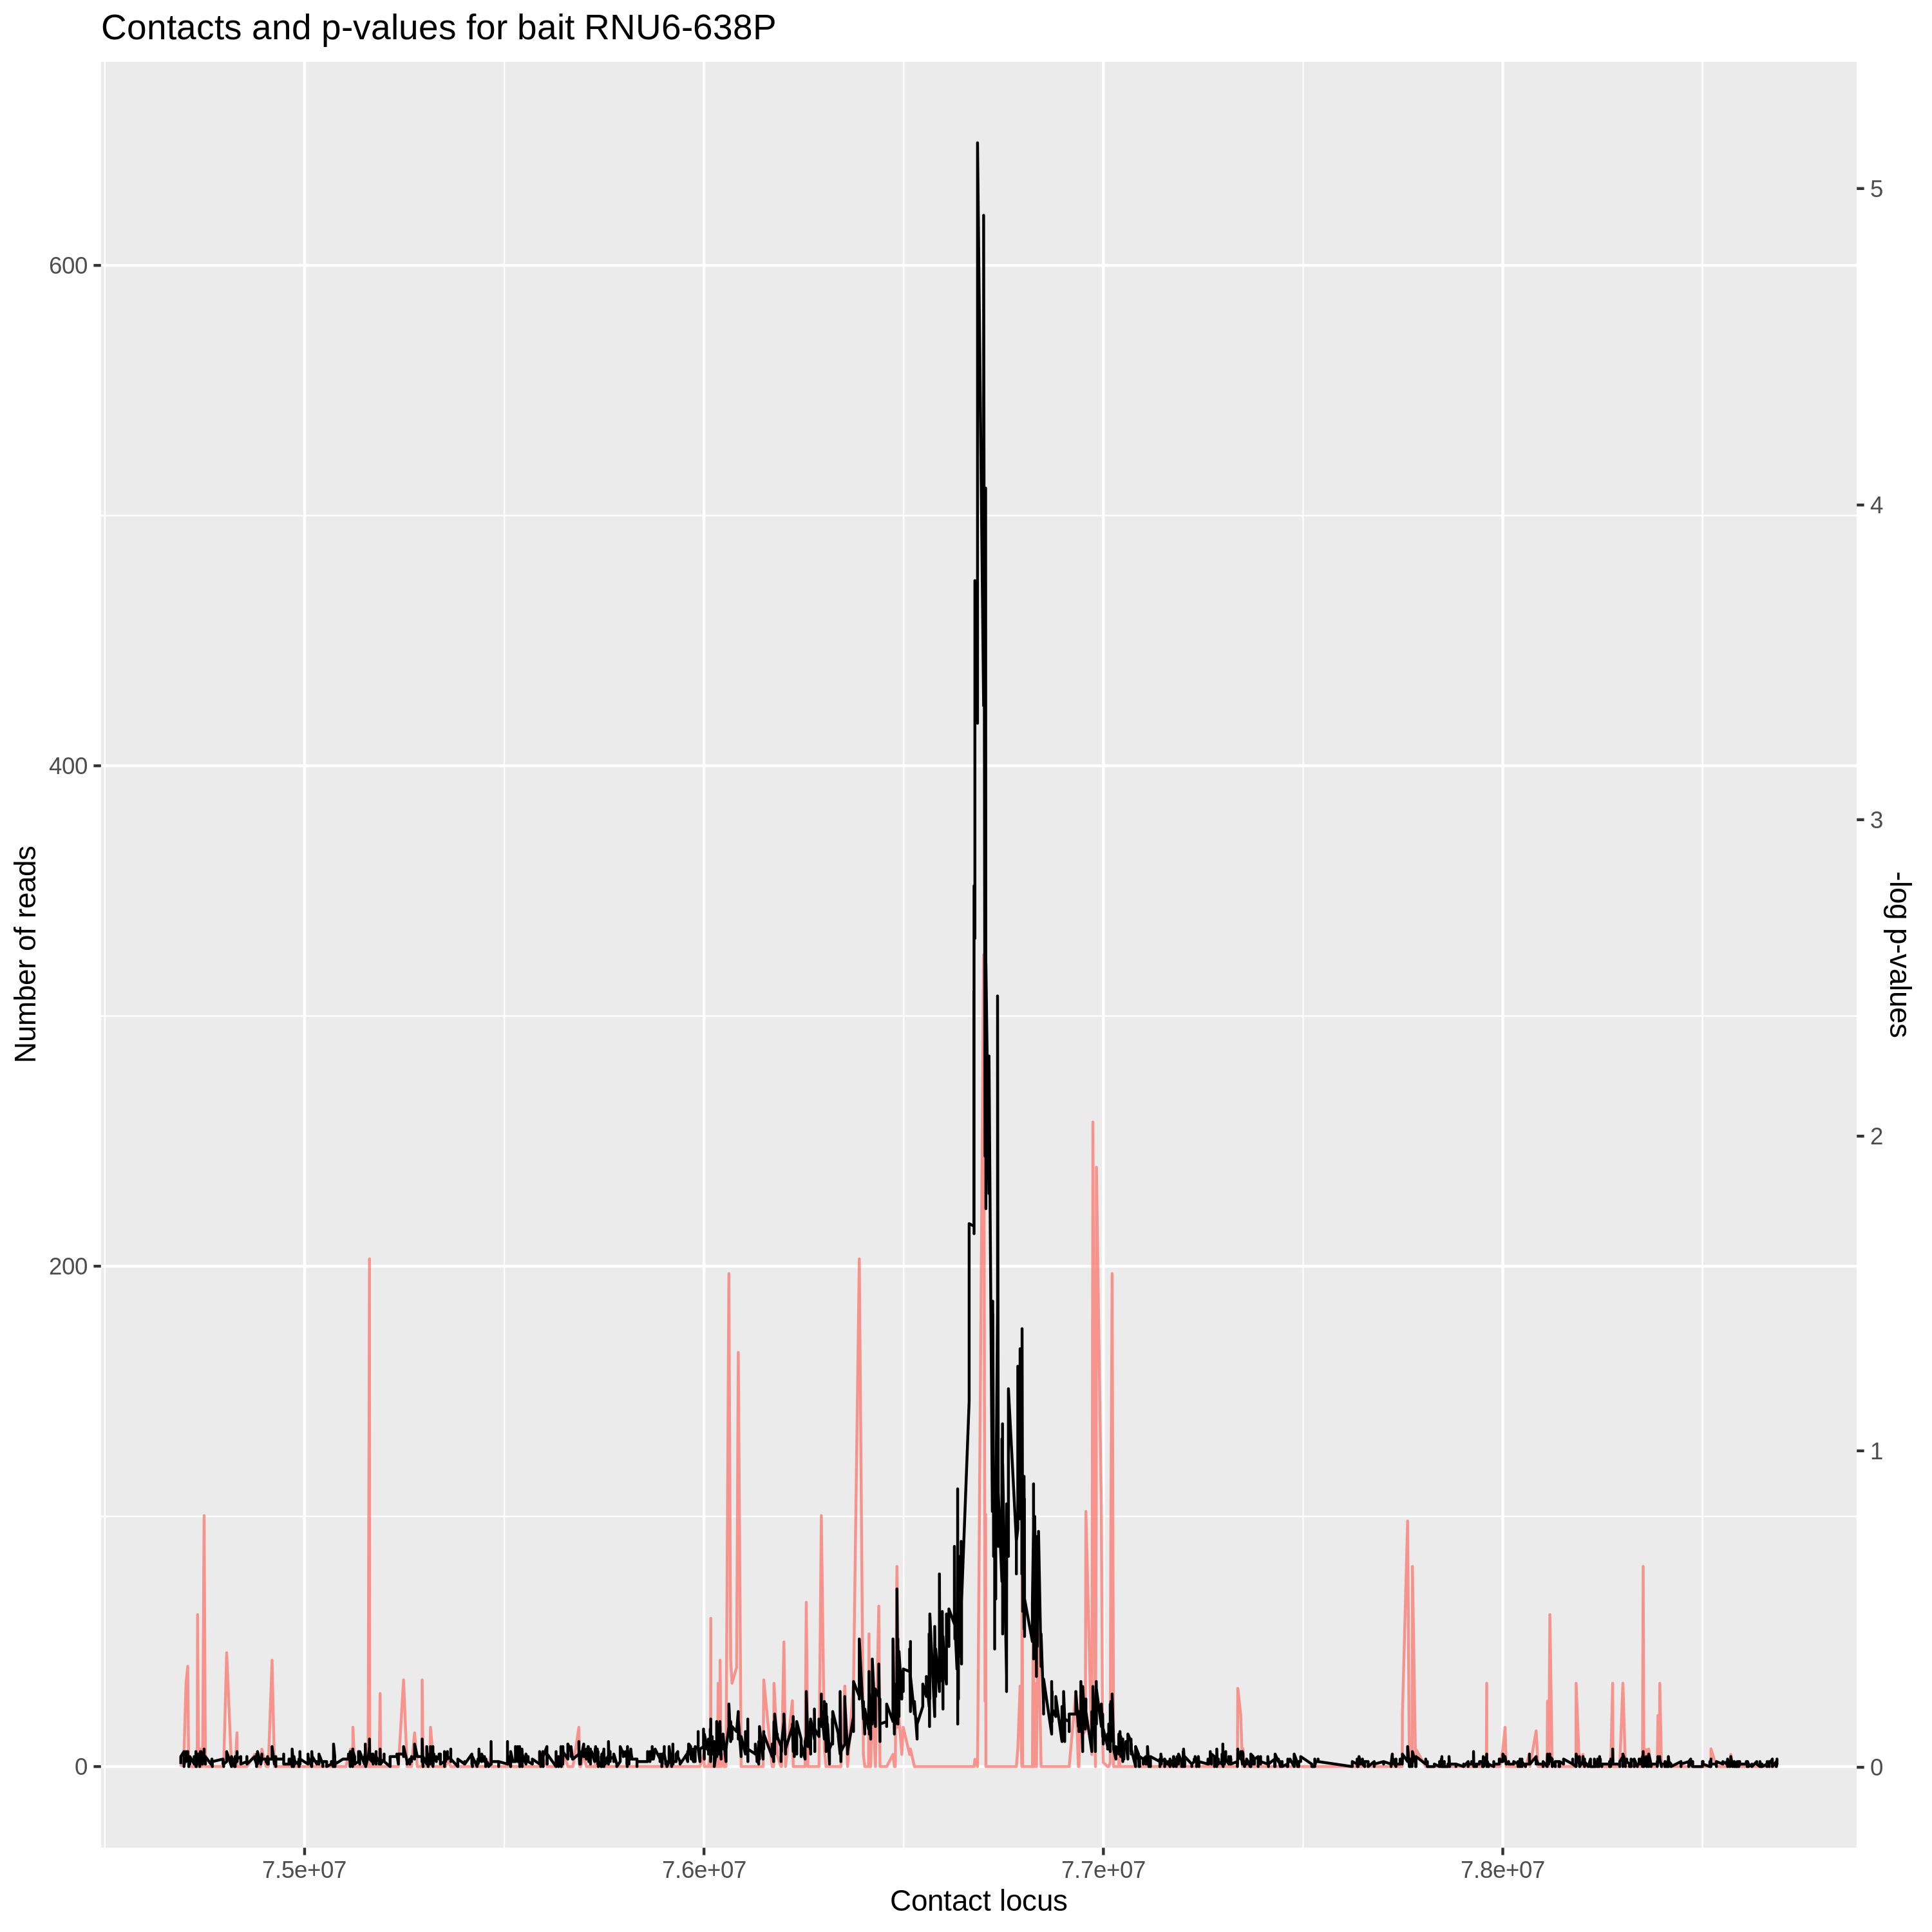 Contacts and p-values for bait RNU6-638P
600
400
200
0
5
4
3
2
1
0
Number of reads
-log p-values
7.5e+07 7.6e+07 7.7e+07 7.8e+07
Contact locus